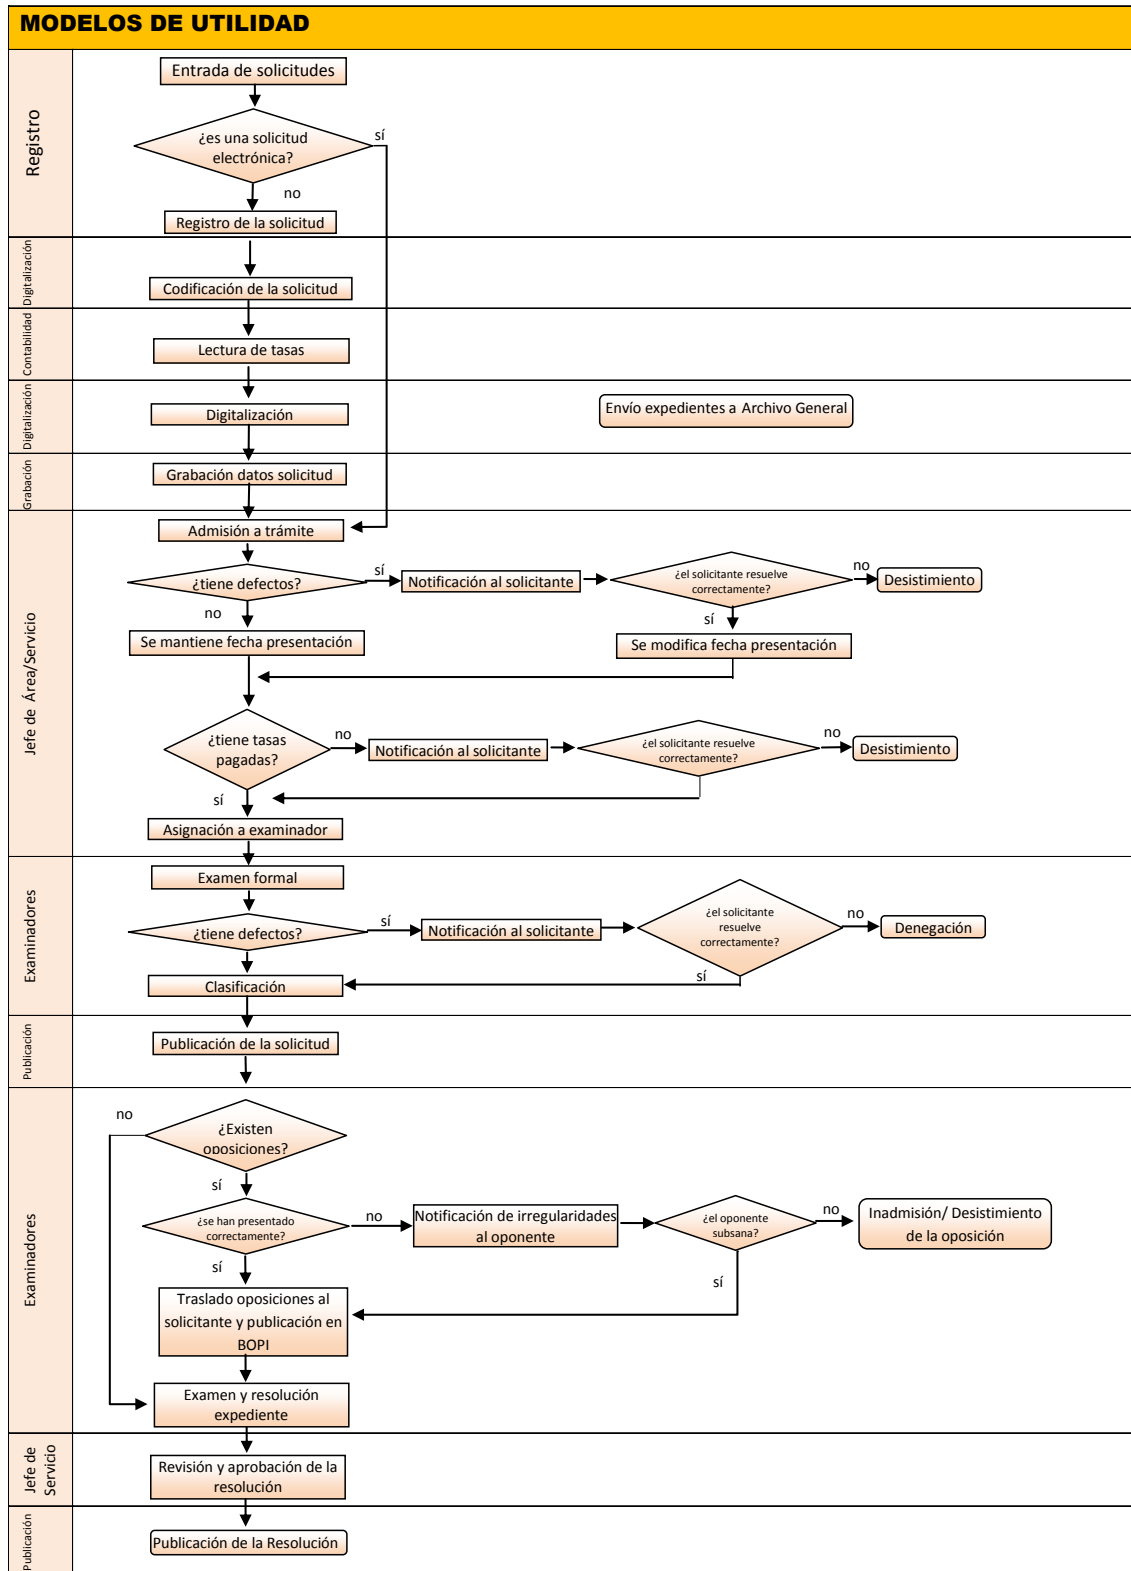 MODELOS DE UTILIDAD
Registro
Entrada de solicitudes
¿es una solicitud
electrónica?
sí
no
Registro de la solicitud
Digitalización
Codificación de la solicitud
Contabilidad
Lectura de tasas
Digitalización
Digitalización
Envío expedientes a Archivo General
Grabación
Grabación datos solicitud
Jefe de Área/Servicio
Admisión a trámite
¿tiene defectos?
sí
Notificación al solicitante
¿el solicitante resuelve
correctamente?
no
Desistimiento
no
sí
Se mantiene fecha presentación
Se modifica fecha presentación
¿tiene tasas
pagadas?
no
Notificación al solicitante
¿el solicitante resuelve
correctamente?
no
Desistimiento
sí
Asignación a examinador
Examinadores
Examen formal
¿tiene defectos?
sí
Notificación al solicitante
¿el solicitante
resuelve
correctamente?
no
Denegación
sí
Clasificación
Publicación
Publicación de la solicitud
Examinadores
no
¿Existen
oposiciones?
sí
¿se han presentado
correctamente?
no
Notificación de irregularidades
al oponente
¿el oponente
subsana?
no
Inadmisión/ Desistimiento
de la oposición
sí
sí
Traslado oposiciones al
solicitante y publicación en
BOPI
Examen y resolución
expediente
Jefe de
Servicio
Revisión y aprobación de la
resolución
Publicación
Publicación de la Resolución